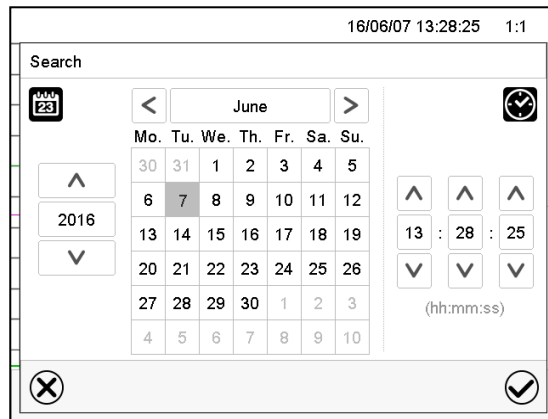 16/06/07 13:28:25 1:1
Search
23
< June >
Mo. Tu. We. Th. Fr. Sa. Su.
30 31 1 2 3 4 5
6 7 8 9 10 11 12
2016
13 14 15 16 17 18 19
13 : 28 : 25
20 21 22 23 24 25 26
27 28 29 30 1 2 3
(hh:mm:ss)
4 5 6 7 8 9 10